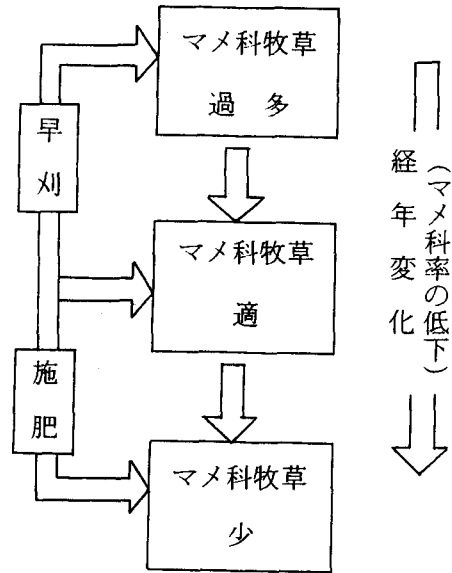 マメ科牧草
過多
早刈
マメ科牧草
適
施肥
マメ科牧草
少
経年変化
(マメ科率の低下)